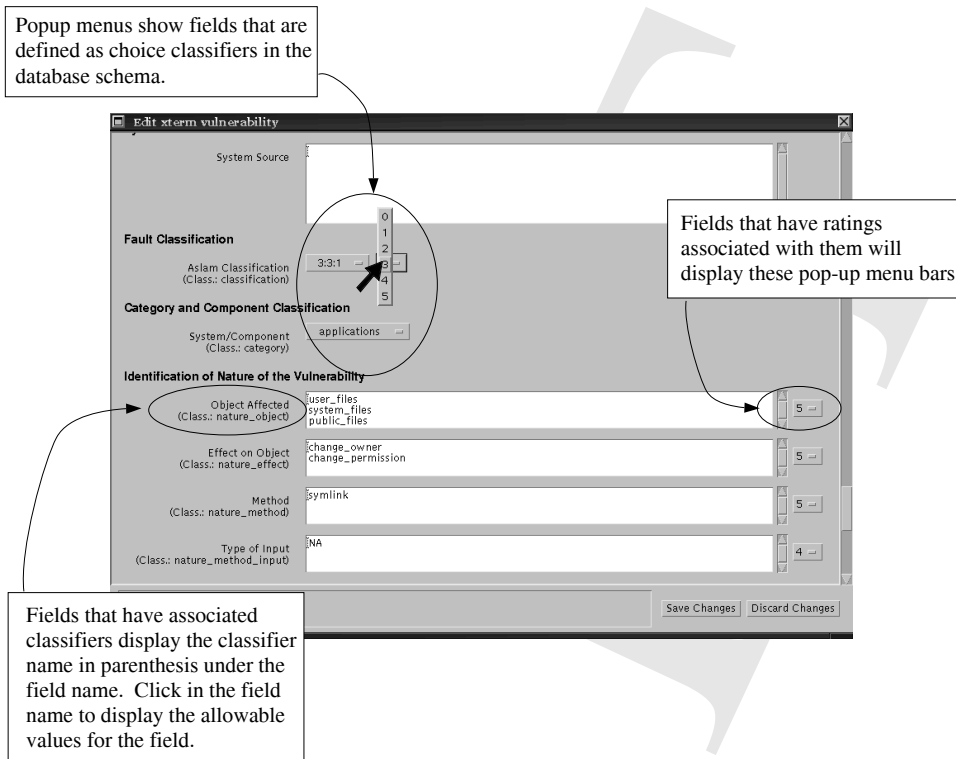 Popup menus show fields that are
defined as choice classifiers in the
database schema.
Edit xterm vulnerability
System Source
Fields that have ratings
associated with them will
display these pop-up menu bars
0
1
2
3
4
5
Fault Classification
Aslam Classification
(Class.: classification)
3:3:1
Category and Component Classification
System/Component
(Class.: category)
applications
Identification of Nature of the Vulnerability
Object Affected
(Class.: nature_object)
user_files
system_files
public_files
5
Effect on Object
(Class.: nature_effect)
change_owner
change_permission
5
Method
(Class.: nature_method)
symlink
5
Type of Input
(Class.: nature_method_input)
NA
4
Save Changes
Discard Changes
Fields that have associated
classifiers display the classifier
name in parenthesis under the
field name. Click in the field
name to display the allowable
values for the field.